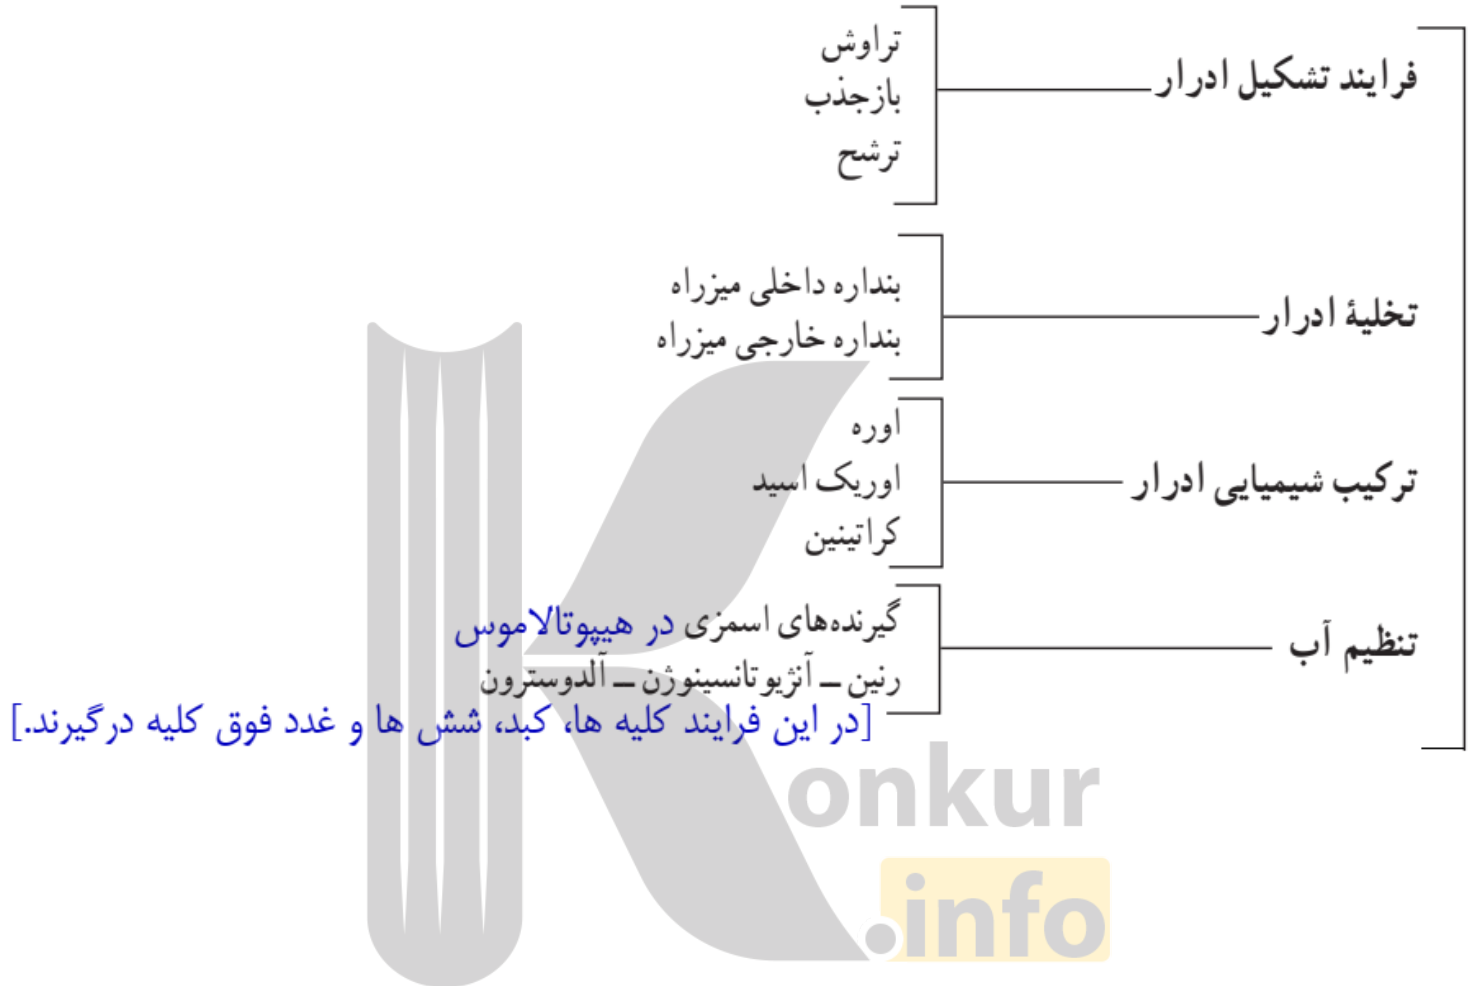 فرایند تشکیل ادرار
تراوش
بازجذب
ترشح
تخلیۀ ادرار
بنداره داخلی میزراه
بنداره خارجی میزراه
ترکیب شیمیایی ادرار
اوره
اوریک اسید
کراتینین
تنظیم آب
گیرنده‌های اسمزی در هیپوتالاموس
رنین ــ آنژیوتانسینوژن ــ آلدوسترون
[در این فرایند کلیه ها، کبد، شش ها و غدد فوق کلیه درگیرند.]
Konkur
.info